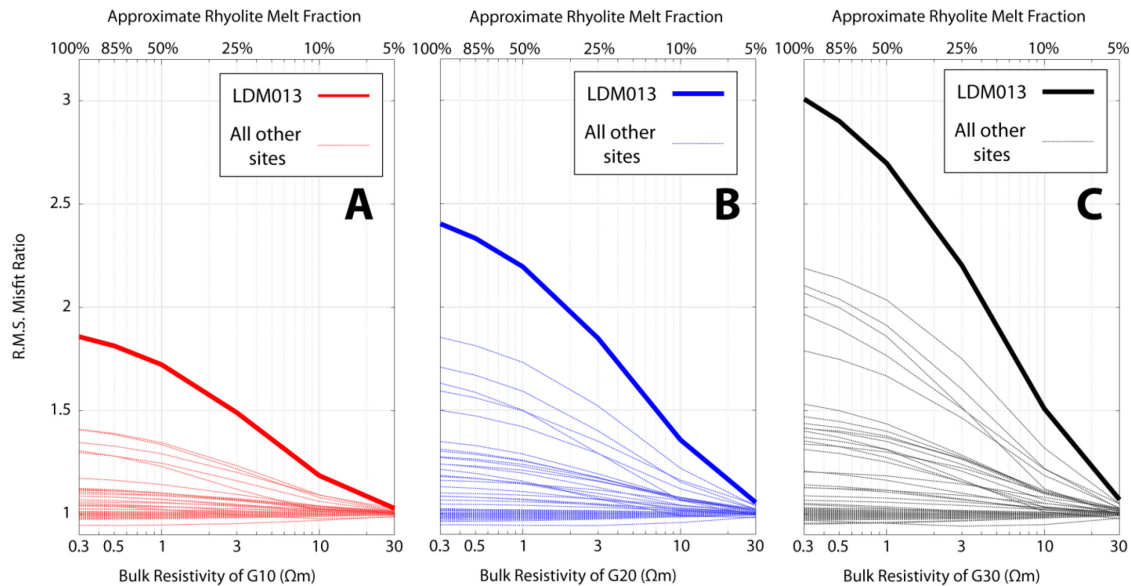 Approximate Rhyolite Melt Fraction
100% 85% 50% 25% 10% 5%
LDM013
All other
sites
A
3
2.5
2
1.5
1
R.M.S. Misfit Ratio
0.3 0.5 1 3 10 30
Bulk Resistivity of G10 (Ωm)
Approximate Rhyolite Melt Fraction
100% 85% 50% 25% 10% 5%
LDM013
All other
sites
B
0.3 0.5 1 3 10 30
Bulk Resistivity of G20 (Ωm)
Approximate Rhyolite Melt Fraction
100% 85% 50% 25% 10% 5%
LDM013
All other
sites
C
0.3 0.5 1 3 10 30
Bulk Resistivity of G30 (Ωm)